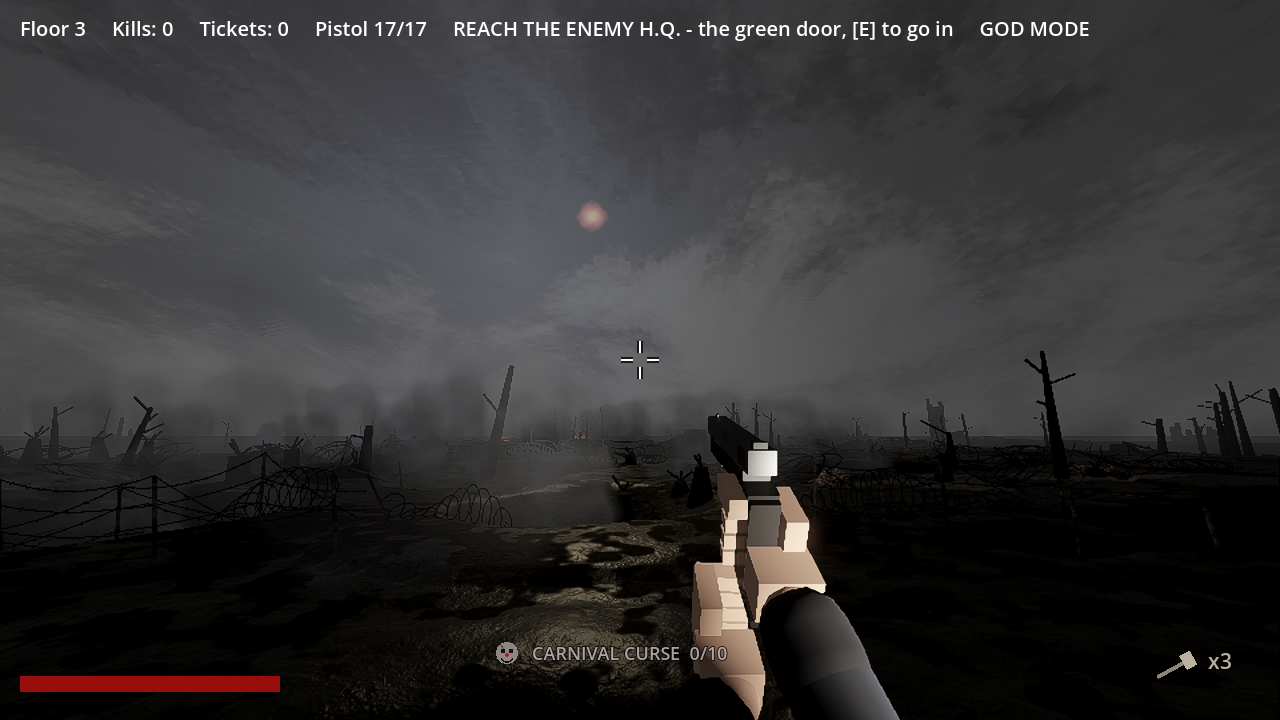 Floor 3 Kills: 0 Tickets: 0 Pistol 17/17 REACH THE ENEMY H.Q. - the green door, [E] to go in GOD MODE
CARNIVAL CURSE 0/10
x3